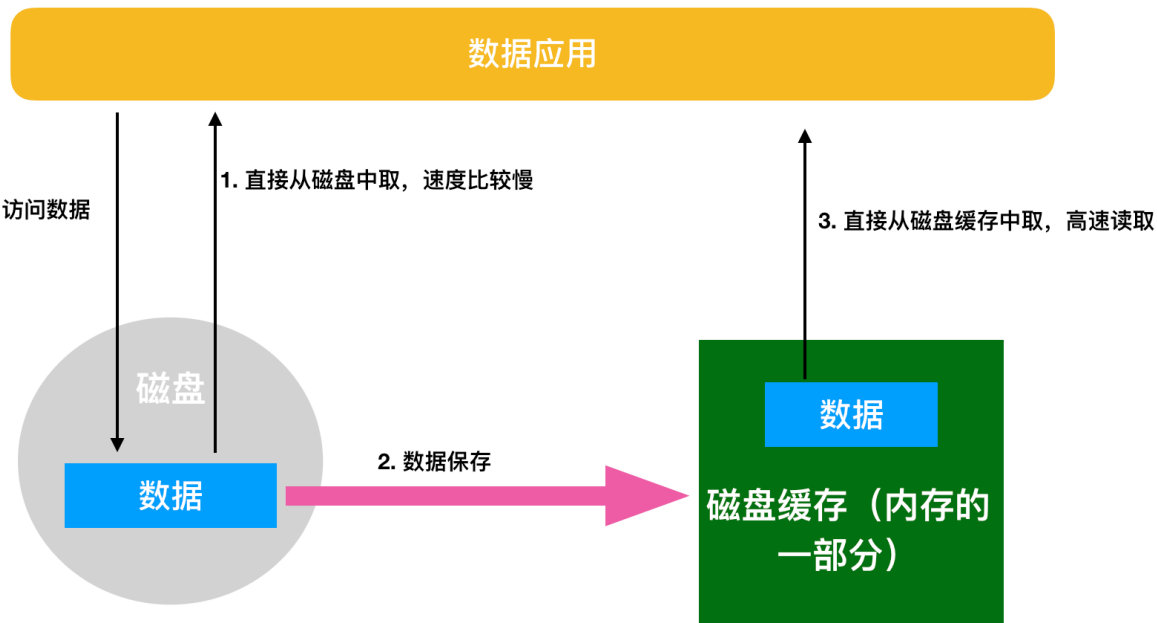 数据应用
1. 直接从磁盘中取，速度比较慢
访问数据
3. 直接从磁盘缓存中取，高速读取
磁盘
数据
2. 数据保存
数据
磁盘缓存（内存的
一部分）